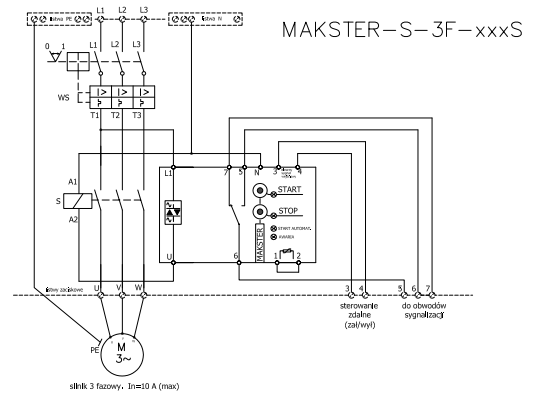 MAKSTER-S-3F-xxxS
L1 L2 L3
listwa PE
listwa N
0 1
L1 L2 L3
WS
I> I> I>
T1 T2 T3
L1 7 5 N 3 4
A1
S
A2
START
STOP
START AUTOMAT.
AWARIA
MAKSTER
U 6 1 2
listwy zaciskowe
U V W
3 4 5 6 7
sterowanie
zdalne
(zał/wył)
do obwodów
sygnalizacji
PE
M
3~
silnik 3 fazowy. In=10 A (max)